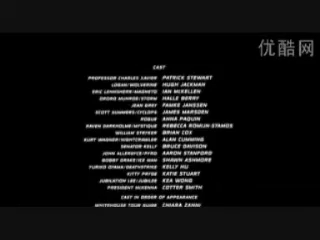 优酷网
CAST
PROFESSOR CHARLES XAVIER PATRICK STEWART
LOGAN/WOLVERINE HUGH JACKMAN
ERIC LEHNSHERR/MAGNETO IAN MCKELLEN
ORORO MUNROE/STORM HALLE BERRY
JEAN GREY FAMKE JANSSEN
SCOTT SUMMERS/CYCLOPS JAMES MARSDEN
ROGUE ANNA PAQUIN
RAVEN DARKHOLME/MYSTIQUE REBECCA ROMIJN-STAMOS
WILLIAM STRYKER BRIAN COX
KURT WAGNER/NIGHTCRAWLER ALAN CUMMING
SENATOR KELLY BRUCE DAVISON
JOHN ALLERDYCE/PYRO AARON STANFORD
BOBBY DRAKE/ICE MAN SHAWN ASHMORE
YURIKO OYAMA/DEATHSTRIKE KELLY HU
KITTY PRYDE KATIE STUART
JUBILATION LEE/JUBILEE KEA WONG
PRESIDENT MCKENNA COTTER SMITH
CAST IN ORDER OF APPEARANCE
WHITEHOUSE TOUR GUIDE CHIARA ZANNI